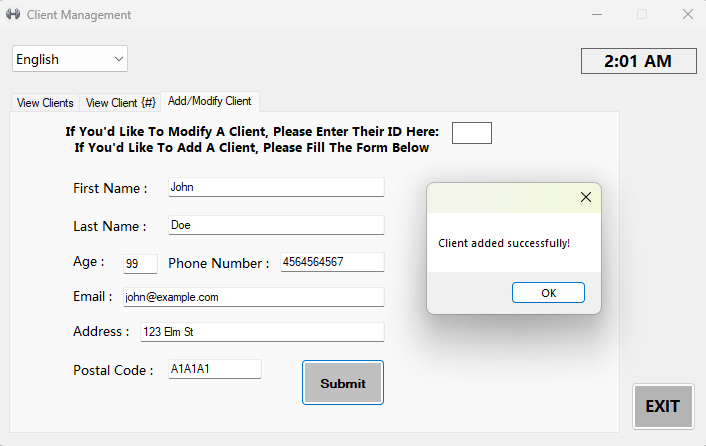 Client Management
English
2:01 AM
View Clients
View Client {#}
Add/Modify Client
If You'd Like To Modify A Client, Please Enter Their ID Here:
If You'd Like To Add A Client, Please Fill The Form Below
First Name : John
Last Name : Doe
Age : 99 Phone Number : 4564564567
Email : john@example.com
Address : 123 Elm St
Postal Code : A1A1A1
Submit
Client added successfully!
OK
EXIT